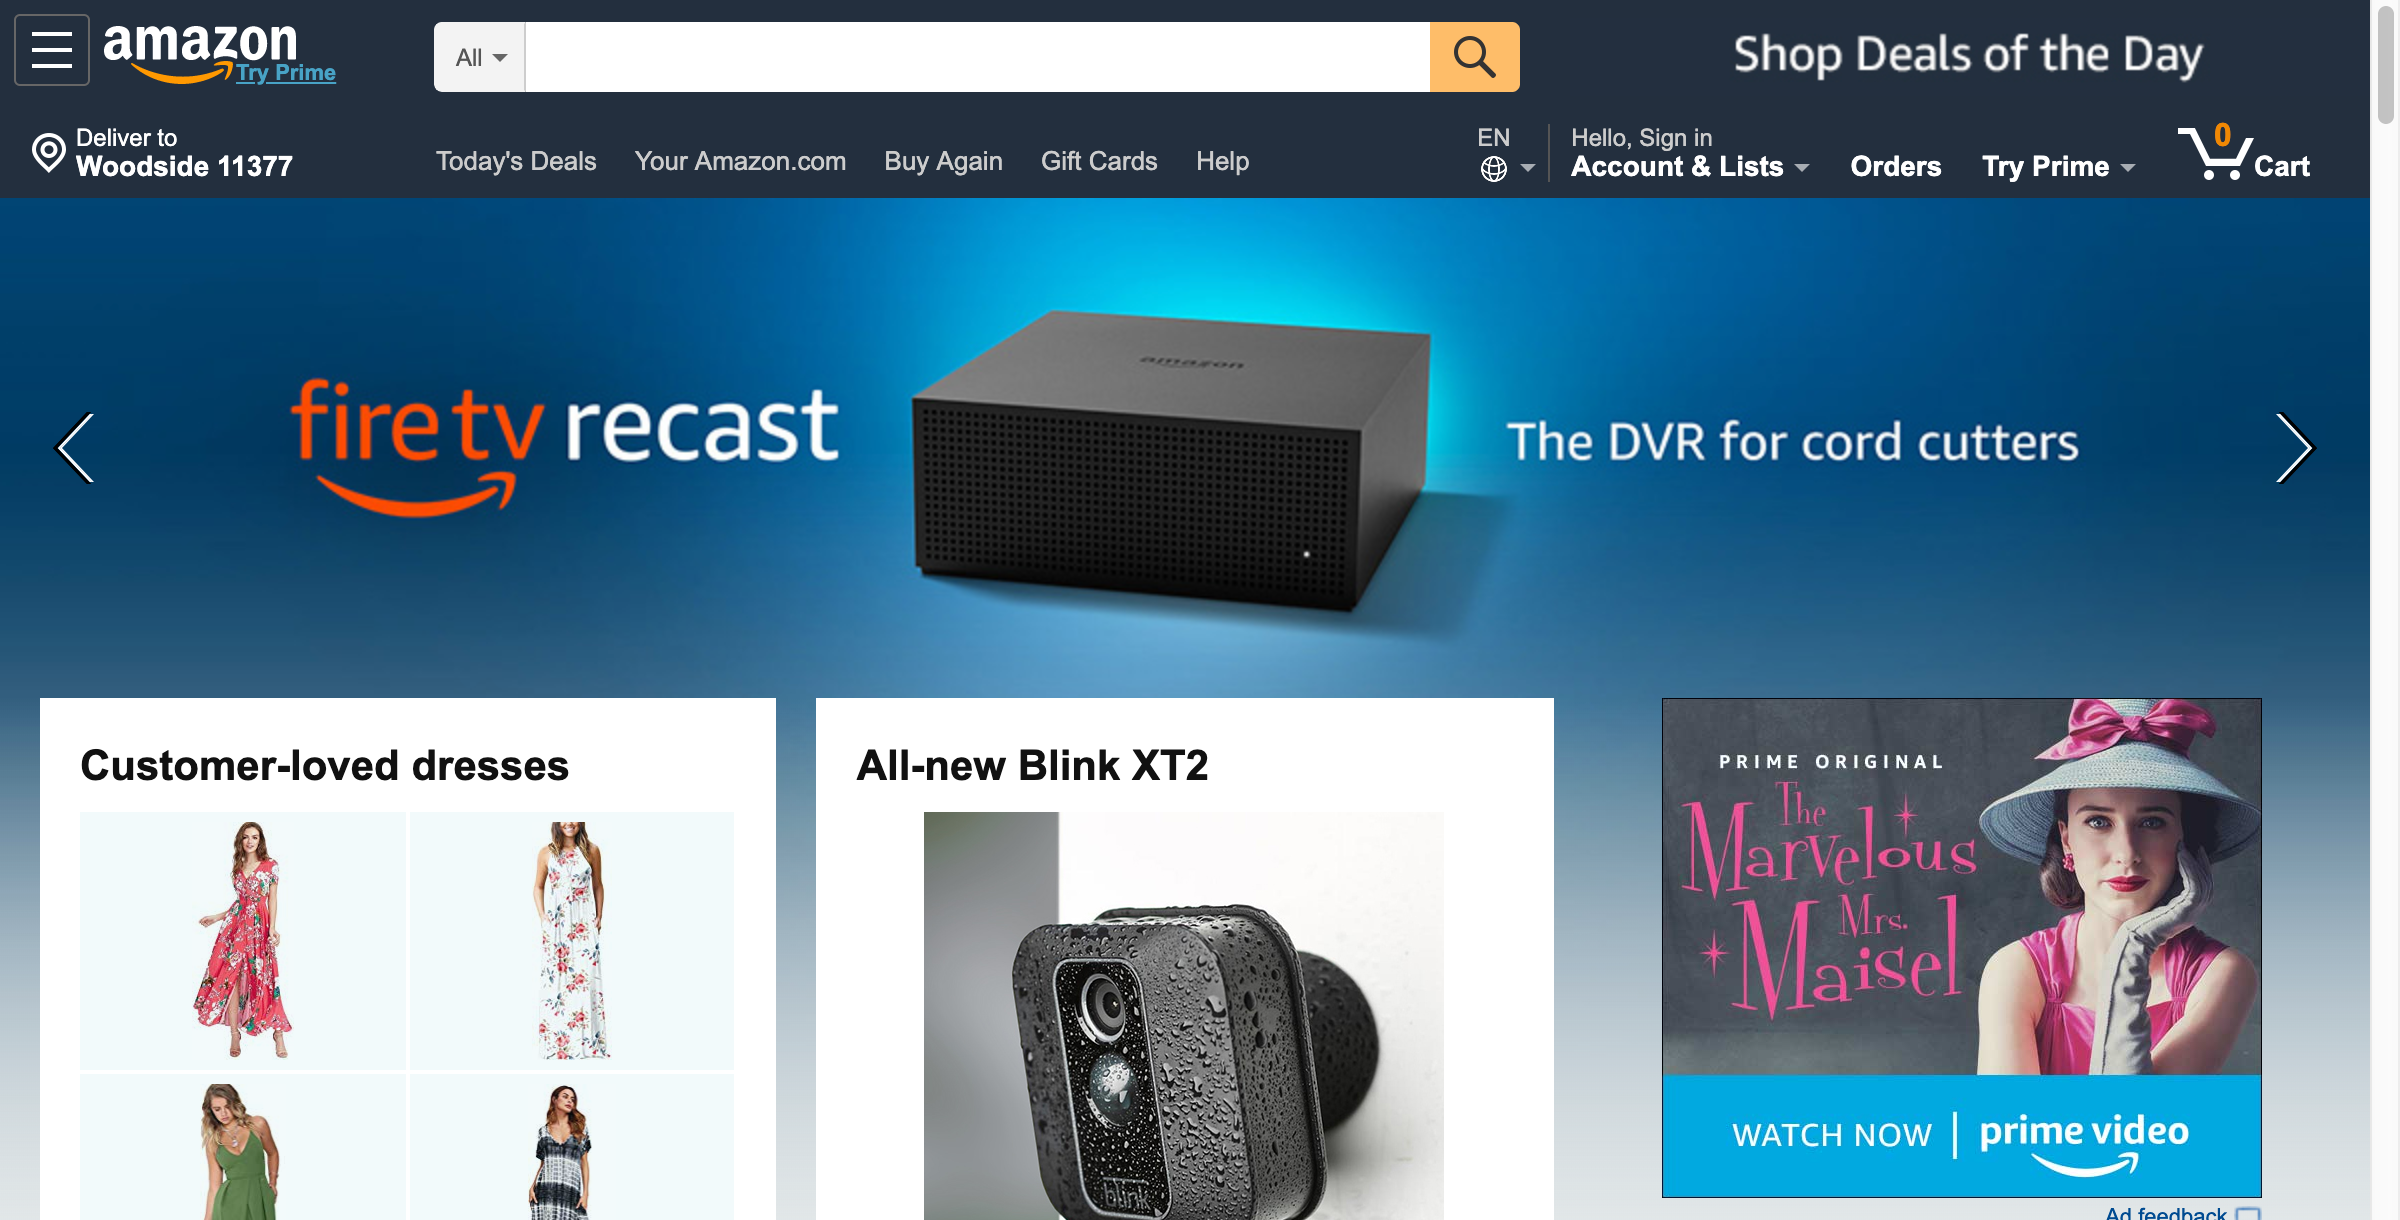 amazon
Try Prime
All
Shop Deals of the Day
Deliver to
Woodside 11377
Today's Deals
Your Amazon.com
Buy Again
Gift Cards
Help
EN
Hello, Sign in
Account & Lists
Orders
Try Prime
0
Cart
amazon
fire tv recast
The DVR for cord cutters
Customer-loved dresses
All-new Blink XT2
blink
PRIME ORIGINAL
The
Marvelous
Mrs.
Maisel
WATCH NOW | prime video
Ad feedback